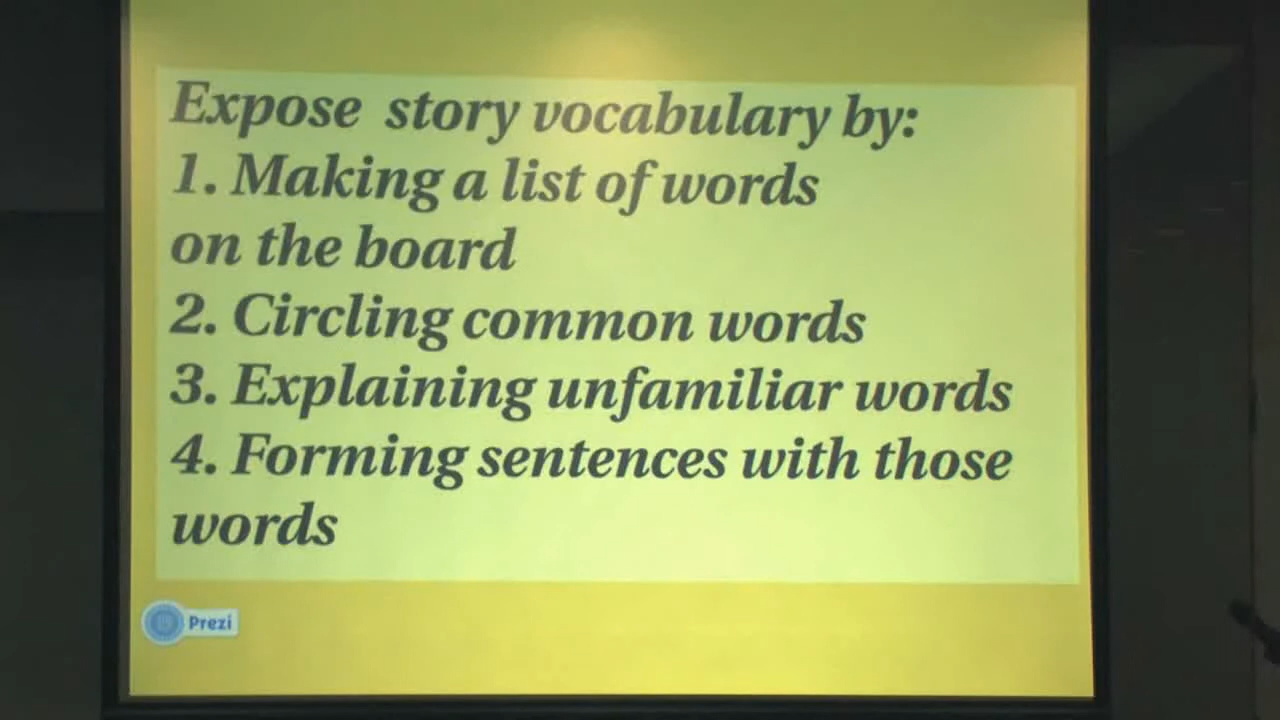 Expose story vocabulary by:
1. Making a list of words
on the board
2. Circling common words
3. Explaining unfamiliar words
4. Forming sentences with those
words
Prezi